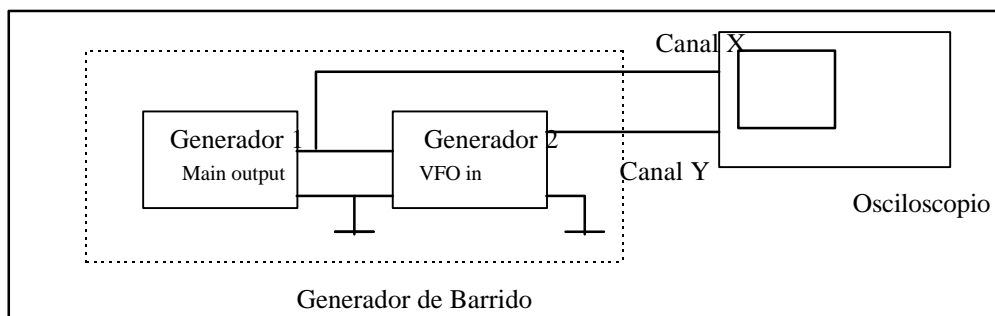 Canal X
Generador 1
Generador 2
Main output
VFO in
Canal Y
Osciloscopio
Generador de Barrido